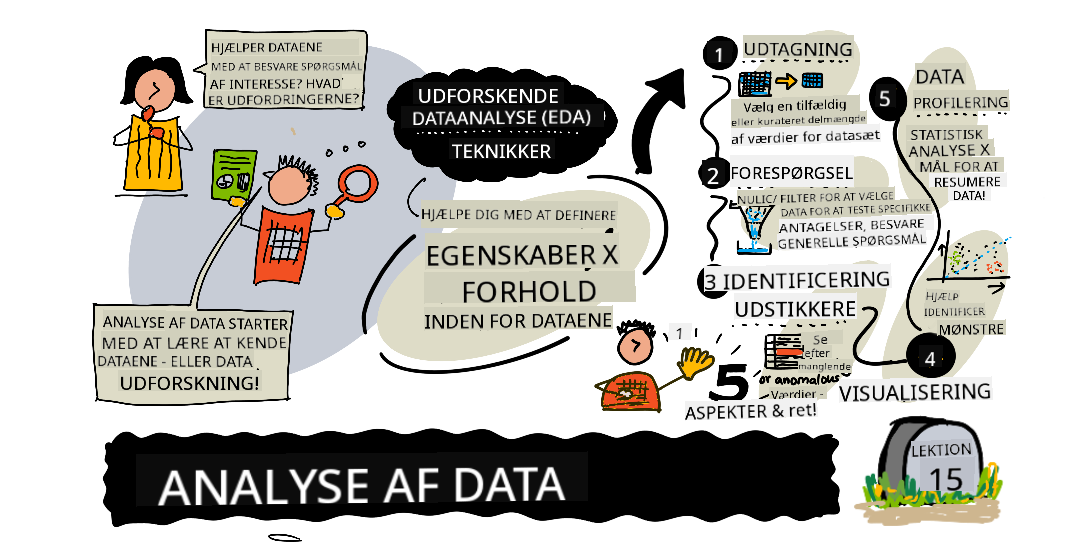 HJÆLPER DATAENE
MED AT BESVARE SPØRGSMÅL
AF INTERESSE? HVAD
ER UDFORDRINGERNE?
ANALYSE AF DATA STARTER
MED AT LÆRE AT KENDE
DATAENE - ELLER DATA
UDFORSKNING!
UDFORSKENDE
DATAANALYSE (EDA)
TEKNIKKER
HJÆLPE DIG MED AT DEFINERE
EGENSKABER X
FORHOLD
INDEN FOR DATAENE
1 UDTAGNING
Vælg en tilfældig
eller kurateret delmængde
af værdier for datasæt
2 FORESPØRGSEL
NULIC/ FILTER FOR AT VÆLGE
DATA FOR AT TESTE SPECIFIKKE
ANTAGELSER, BESVARE
GENERELLE SPØRGSMÅL
3 IDENTIFICERING
UDSTIKKERE
Se
efter
manglende
or anomalous
Værdier -
1
5
ASPEKTER & ret!
4
VISUALISERING
HJÆLP
IDENTIFICER
MØNSTRE
5
DATA
PROFILERING
STATISTISK
ANALYSE X
MÅL FOR AT
RESUMERE
DATA!
ANALYSE AF DATA
LEKTION
15